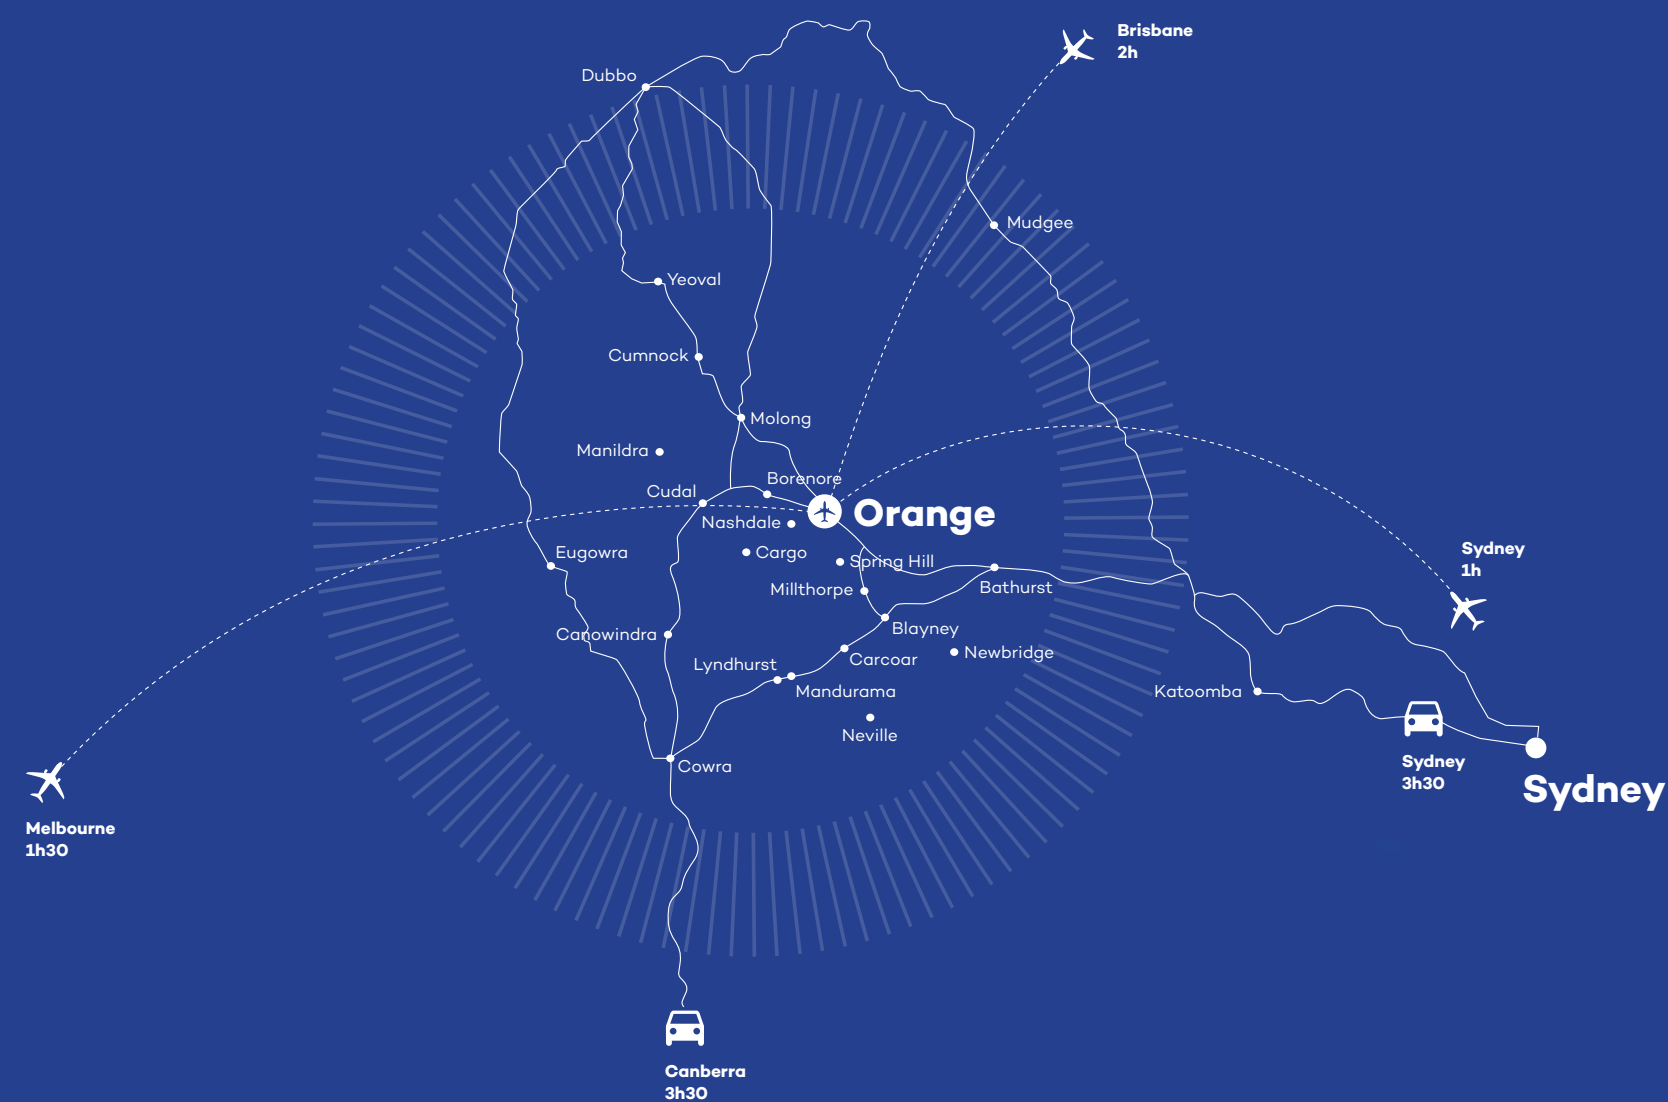 Brisbane
2h
Dubbo
Mudgee
Yeoval
Cumnock
Molong
Manildra
Borenore
Cudal
Orange
Nashdale
Eugowra
Cargo
Spring Hill
Sydney
1h
Millthorpe
Bathurst
Canowindra
Blayney
Newbridge
Carcoar
Lyndhurst
Mandurama
Katoomba
Neville
Cowra
Sydney
3h30
Sydney
Melbourne
1h30
Canberra
3h30